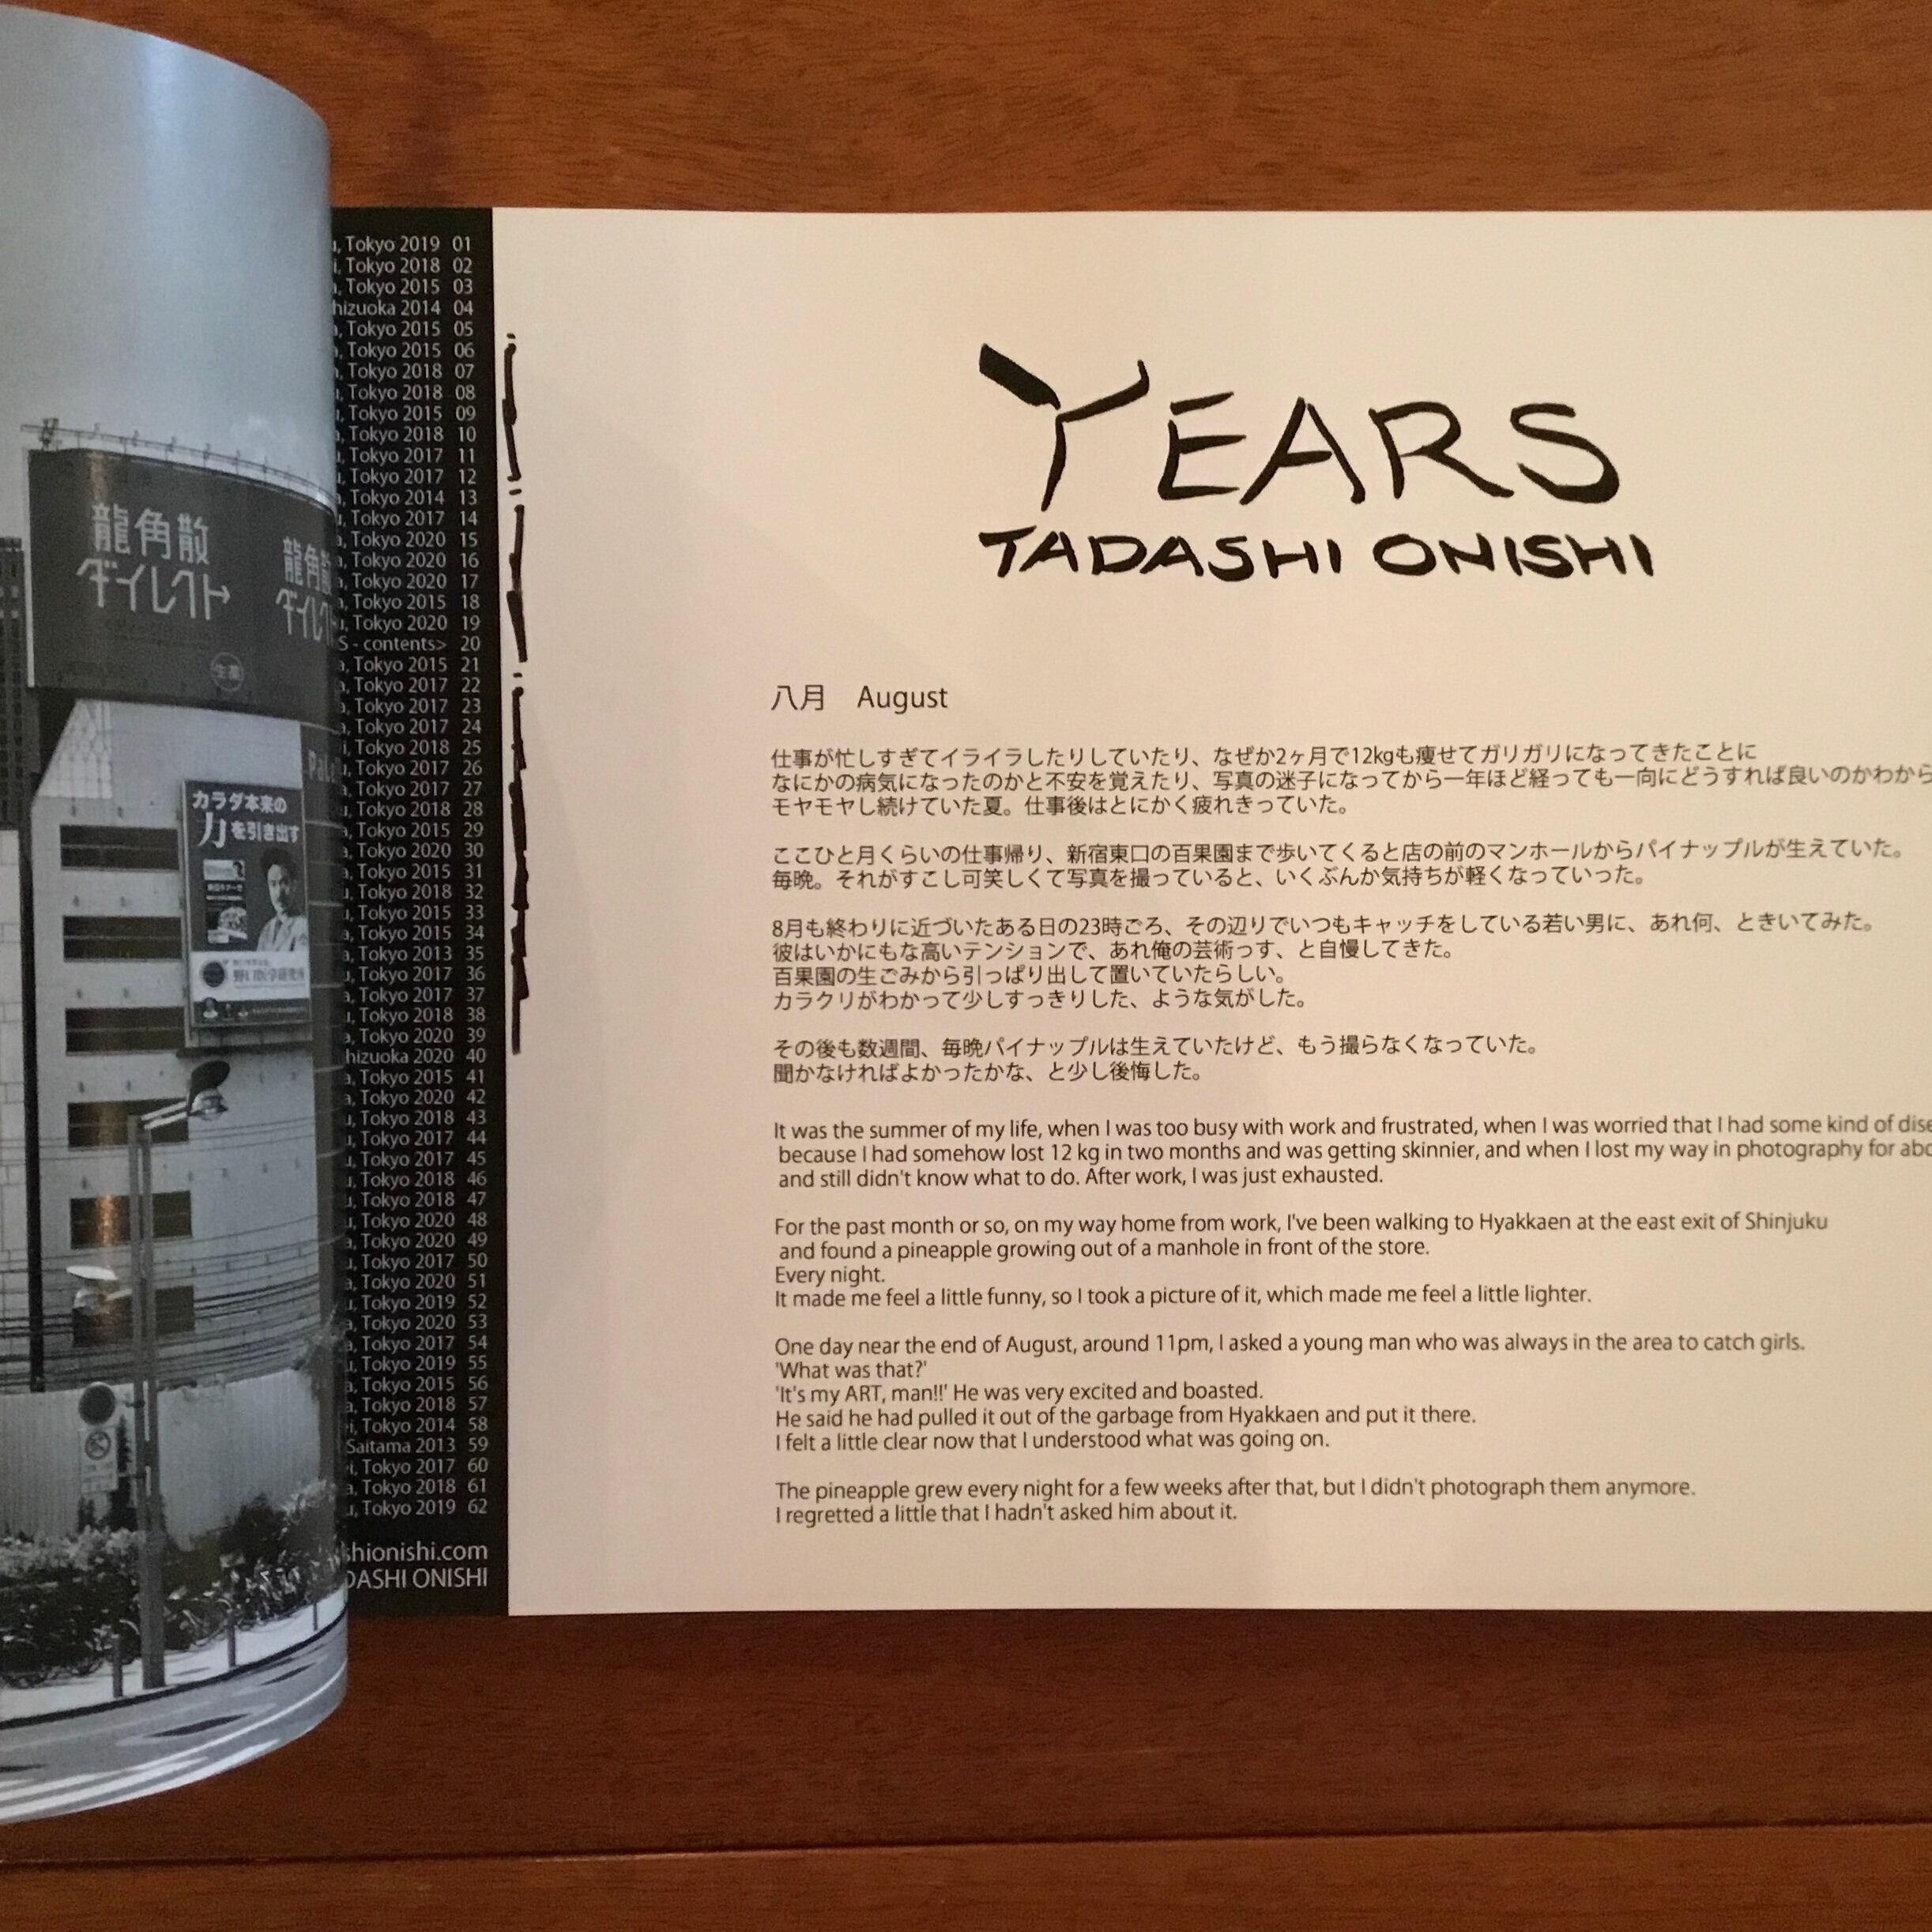 龍角散
ダイレクト
龍角散
ダイレクト
生薬
カラダ本来の
力を引き出す
, Tokyo 2019 01
, Tokyo 2018 02
, Tokyo 2015 03
hizuoka 2014 04
, Tokyo 2015 05
, Tokyo 2015 06
, Tokyo 2018 07
, Tokyo 2018 08
, Tokyo 2015 09
, Tokyo 2018 10
, Tokyo 2017 11
, Tokyo 2017 12
, Tokyo 2014 13
, Tokyo 2017 14
, Tokyo 2020 15
, Tokyo 2020 16
, Tokyo 2020 17
, Tokyo 2015 18
, Tokyo 2020 19
S - contents> 20
a, Tokyo 2015 21
a, Tokyo 2017 22
a, Tokyo 2017 23
a, Tokyo 2017 24
i, Tokyo 2018 25
u, Tokyo 2017 26
a, Tokyo 2017 27
u, Tokyo 2018 28
a, Tokyo 2015 29
a, Tokyo 2020 30
a, Tokyo 2015 31
u, Tokyo 2018 32
a, Tokyo 2015 33
a, Tokyo 2015 34
a, Tokyo 2013 35
u, Tokyo 2017 36
a, Tokyo 2017 37
u, Tokyo 2018 38
a, Tokyo 2020 39
hizuoka 2020 40
a, Tokyo 2015 41
a, Tokyo 2020 42
u, Tokyo 2018 43
u, Tokyo 2017 44
u, Tokyo 2017 45
u, Tokyo 2018 46
u, Tokyo 2018 47
u, Tokyo 2020 48
a, Tokyo 2020 49
u, Tokyo 2017 50
a, Tokyo 2020 51
u, Tokyo 2019 52
a, Tokyo 2020 53
u, Tokyo 2017 54
u, Tokyo 2019 55
a, Tokyo 2015 56
a, Tokyo 2018 57
i, Tokyo 2014 58
Saitama 2013 59
i, Tokyo 2017 60
a, Tokyo 2018 61
u, Tokyo 2019 62
shionishi.com
DASHI ONISHI
YEARS
TADASHI ONISHI
八月 August
仕事が忙しすぎてイライラしたりしていたり、なぜか2ヶ月で12kgも痩せてガリガリになってきたことに
なにかの病気になったのかと不安を覚えたり、写真の迷子になってから一年ほど経っても一向にどうすれば良いのかわから
モヤモヤし続けていた夏。仕事後はとにかく疲れきっていた。
ここひと月くらいの仕事帰り、新宿東口の百果園まで歩いてくると店の前のマンホールからパイナップルが生えていた。
毎晩。それがすこし可笑しくて写真を撮っていると、いくぶんか気持ちが軽くなっていった。
8月も終わりに近づいたある日の23時ごろ、その辺りでいつもキャッチをしている若い男に、あれ何、ときいてみた。
彼はいかにもな高いテンションで、あれ俺の芸術っす、と自慢してきた。
百果園の生ごみから引っぱり出して置いていたらしい。
カラクリがわかって少しすっきりした、ような気がした。
その後も数週間、毎晩パイナップルは生えていたけど、もう撮らなくなっていた。
聞かなければよかったかな、と少し後悔した。
It was the summer of my life, when I was too busy with work and frustrated, when I was worried that I had some kind of dise
because I had somehow lost 12 kg in two months and was getting skinnier, and when I lost my way in photography for abo
and still didn't know what to do. After work, I was just exhausted.
For the past month or so, on my way home from work, I've been walking to Hyakkaen at the east exit of Shinjuku
and found a pineapple growing out of a manhole in front of the store.
Every night.
It made me feel a little funny, so I took a picture of it, which made me feel a little lighter.
One day near the end of August, around 11pm, I asked a young man who was always in the area to catch girls.
'What was that?'
'It's my ART, man!!' He was very excited and boasted.
He said he had pulled it out of the garbage from Hyakkaen and put it there.
I felt a little clear now that I understood what was going on.
The pineapple grew every night for a few weeks after that, but I didn't photograph them anymore.
I regretted a little that I hadn't asked him about it.